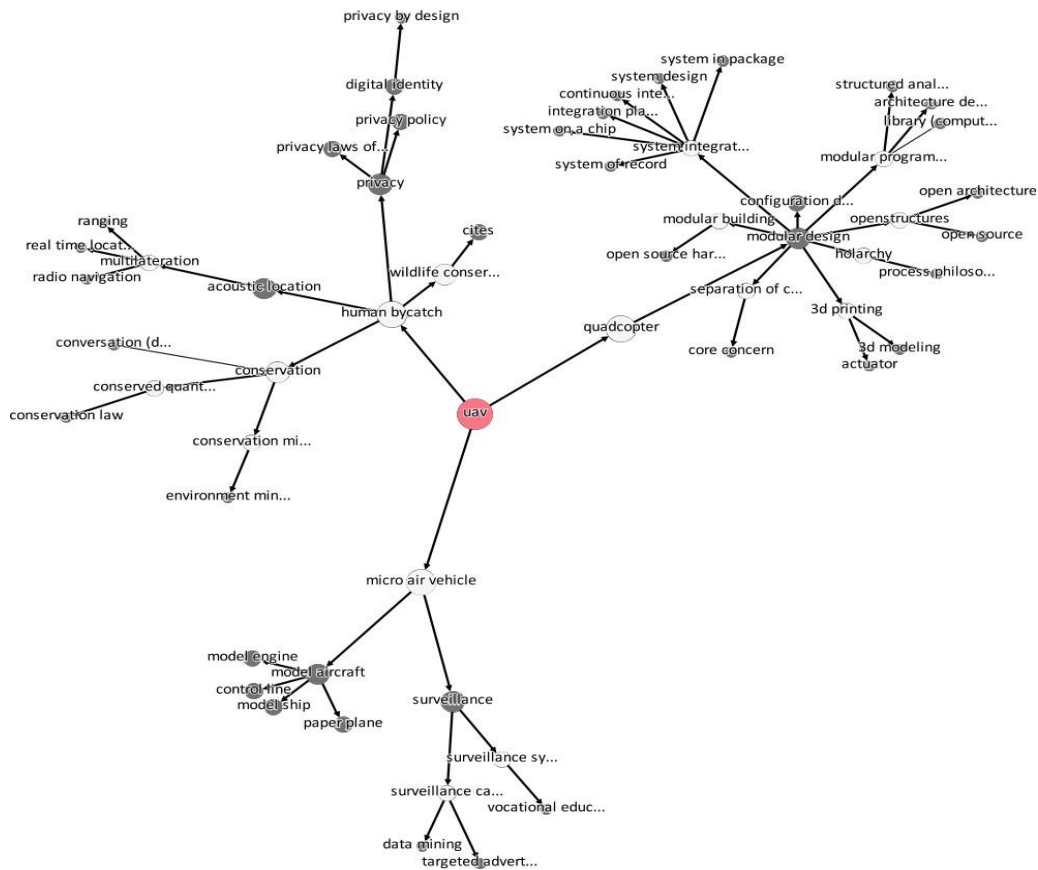 privacy by design
system in package
system design
digital identity
structured anal...
continuous inte...
architecture de...
integration pla...
privacy policy
library (comput...
system on a chip
privacy laws of...
system integrat...
modular program...
system of record
privacy
open architecture
configuration d...
ranging
modular building
openstructures
cites
open source
modular design
real time locat...
multilateration
open source har...
holarchy
wildlife conser...
process philoso...
radio navigation
acoustic location
separation of c...
human bycatch
3d printing
quadcopter
conversation (d...
3d modeling
core concern
actuator
conservation
conserved quant...
uav
conservation law
conservation mi...
environment min...
micro air vehicle
model engine
model aircraft
control line
surveillance
model ship
paper plane
surveillance sy...
surveillance ca...
vocational educ...
data mining
targeted advert...